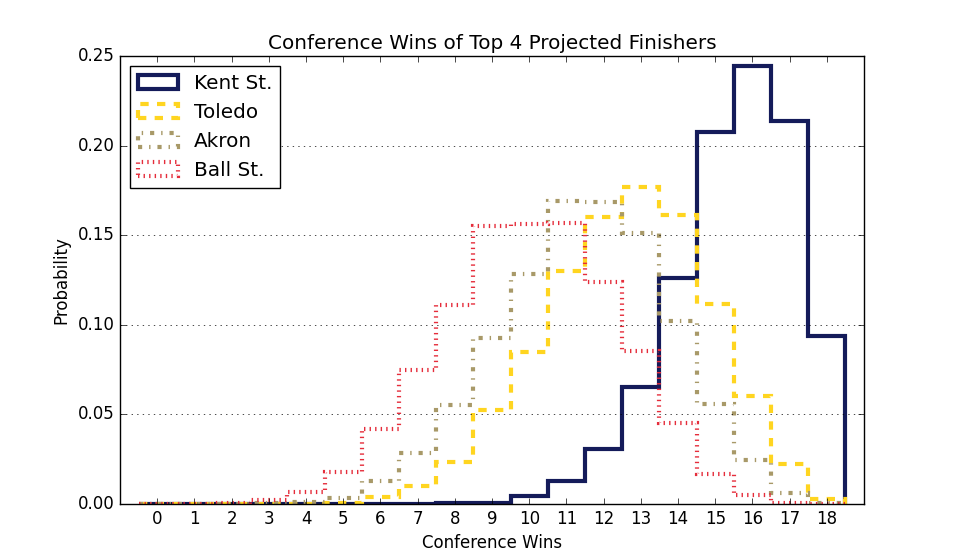 Conference Wins of Top 4 Projected Finishers
Kent St.
Toledo
Akron
Ball St.
Probability
0.25
0.20
0.15
0.10
0.05
0.00
0 1 2 3 4 5 6 7 8 9 10 11 12 13 14 15 16 17 18
Conference Wins